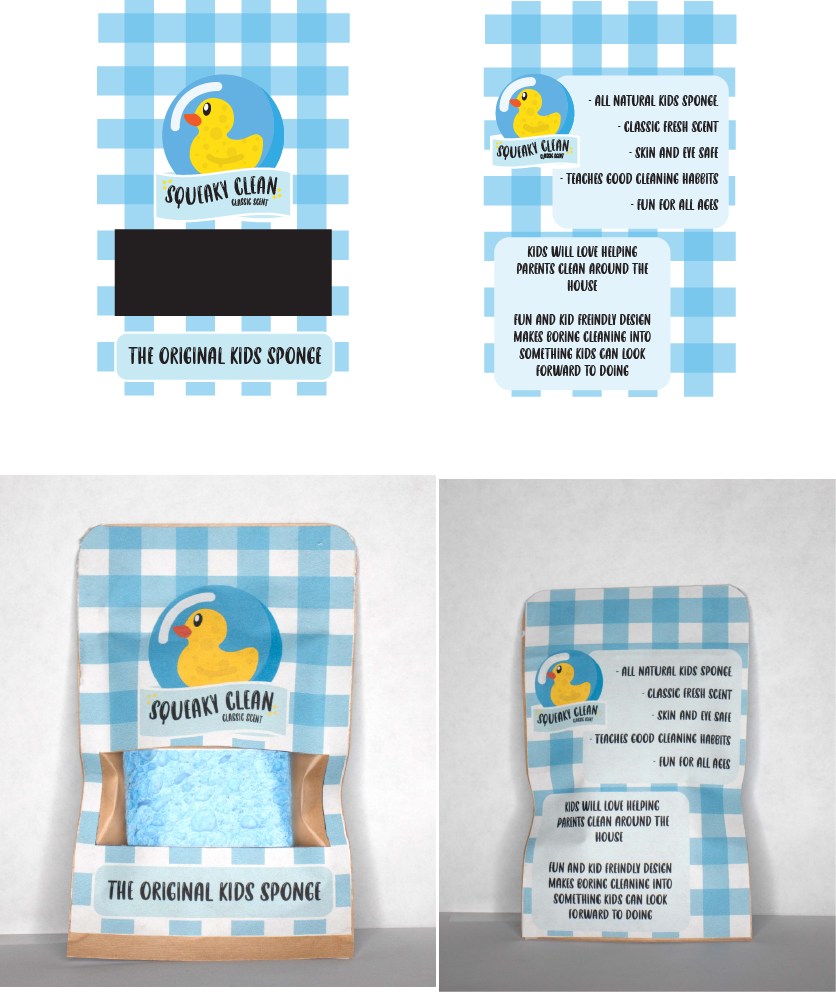 SQUEAKY CLEAN
CLASSIC SCENT
THE ORIGINAL KIDS SPONGE
SQUEAKY CLEAN
CLASSIC SCENT
- ALL NATURAL KIDS SPONGE
- CLASSIC FRESH SCENT
- SKIN AND EYE SAFE
- TEACHES GOOD CLEANING HABBITS
- FUN FOR ALL AGES
KIDS WILL LOVE HELPING
PARENTS CLEAN AROUND THE
HOUSE
FUN AND KID FREINDLY DESIGN
MAKES BORING CLEANING INTO
SOMETHING KIDS CAN LOOK
FORWARD TO DOING
SQUEAKY CLEAN
CLASSIC SCENT
THE ORIGINAL KIDS SPONGE
SQUEAKY CLEAN
CLASSIC SCENT
- ALL NATURAL KIDS SPONGE
- CLASSIC FRESH SCENT
- SKIN AND EYE SAFE
- TEACHES GOOD CLEANING HABBITS
- FUN FOR ALL AGES
KIDS WILL LOVE HELPING
PARENTS CLEAN AROUND THE
HOUSE
FUN AND KID FREINDLY DESIGN
MAKES BORING CLEANING INTO
SOMETHING KIDS CAN LOOK
FORWARD TO DOING